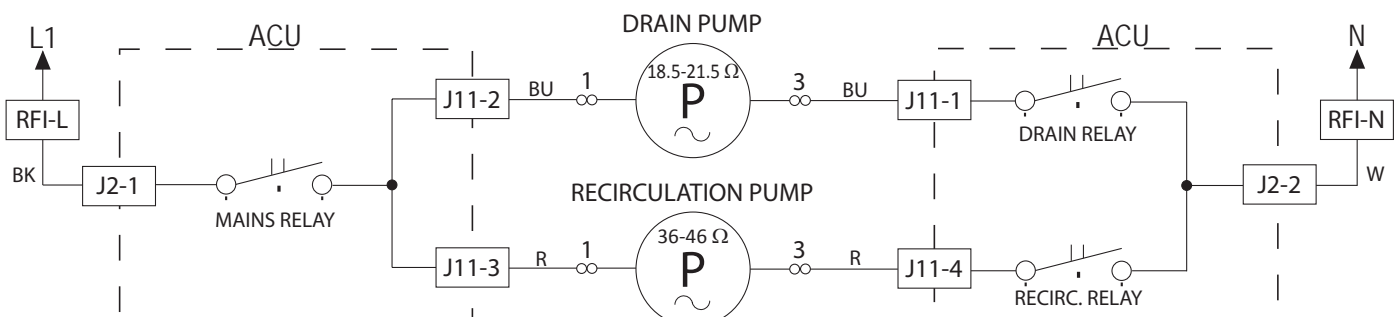 DRAIN PUMP
L1
ACU
ACU
N
18.5-21.5 Ω
P
RFI-L
J11-2
BU
1
3
BU
J11-1
RFI-N
DRAIN RELAY
BK
J2-1
MAINS RELAY
J2-2
W
RECIRCULATION PUMP
36-46 Ω
P
J11-3
R
1
3
R
J11-4
RECIRC. RELAY